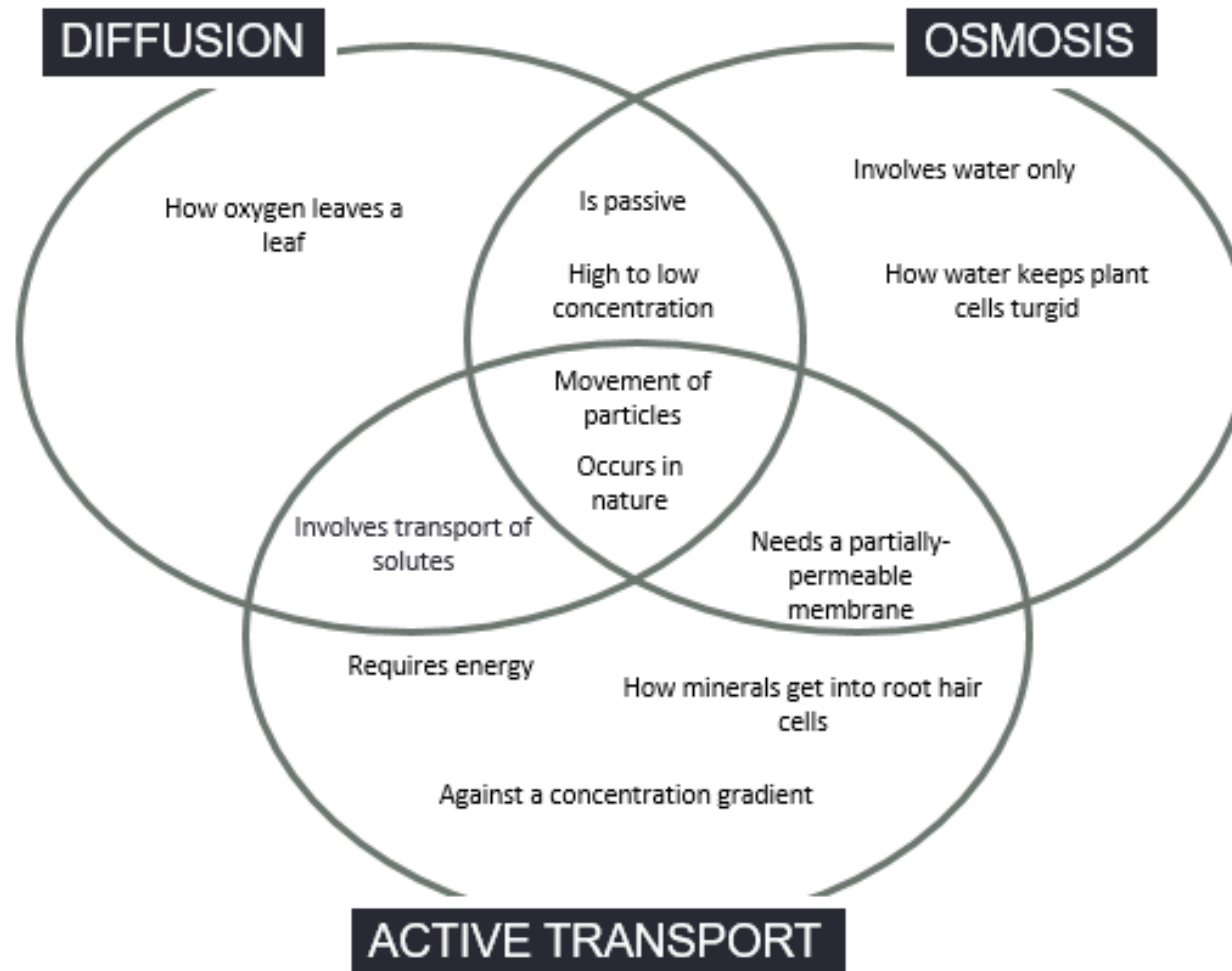 DIFFUSION
OSMOSIS
Involves water only
How oxygen leaves a
leaf
Is passive
High to low
concentration
How water keeps plant
cells turgid
Movement of
particles
Occurs in
nature
Involves transport of
solutes
Needs a partially-
permeable
membrane
Requires energy
How minerals get into root hair
cells
Against a concentration gradient
ACTIVE TRANSPORT